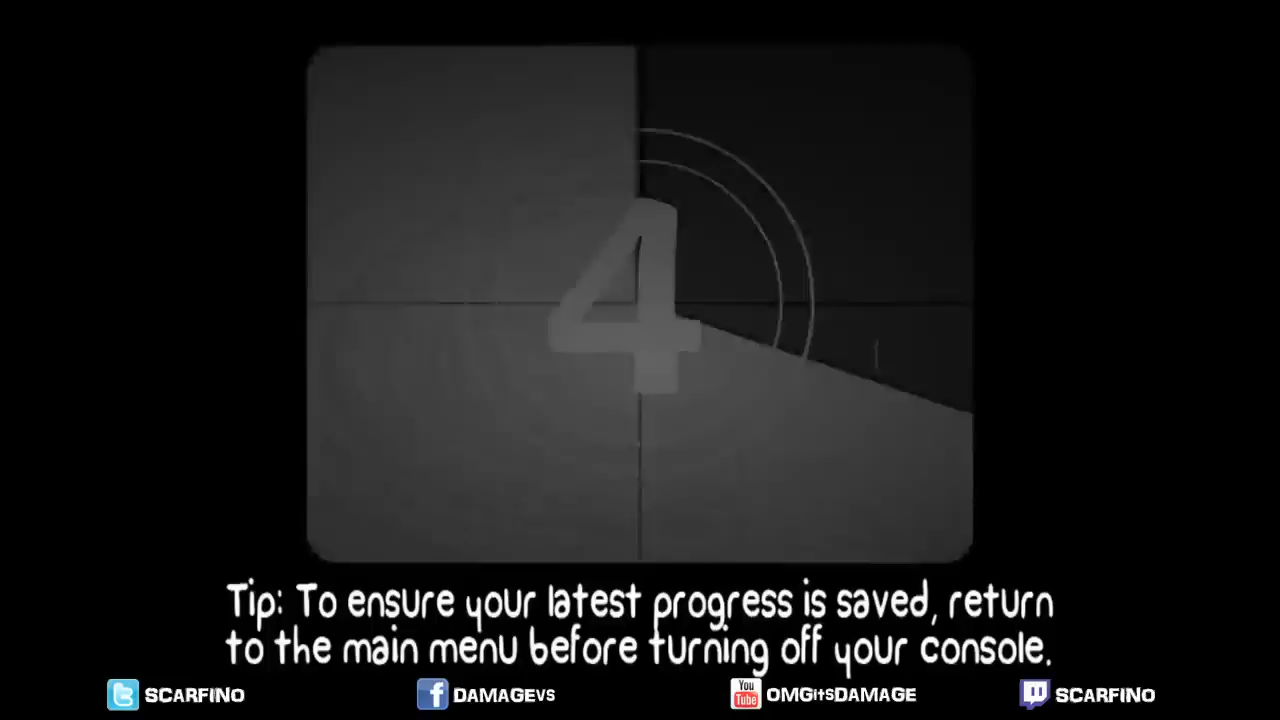 4
Tip: To ensure your latest progress is saved, return
to the main menu before turning off your console.
SCARFINO DAMAGEVS You Tube OMGitsDAMAGE SCARFINO